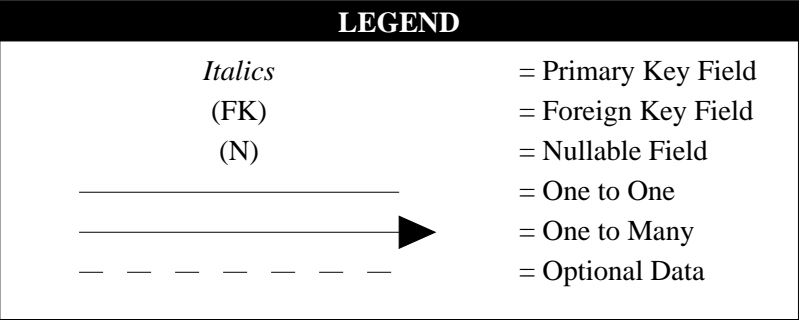 LEGEND
Italics = Primary Key Field
(FK) = Foreign Key Field
(N) = Nullable Field
= One to One
= One to Many
= Optional Data